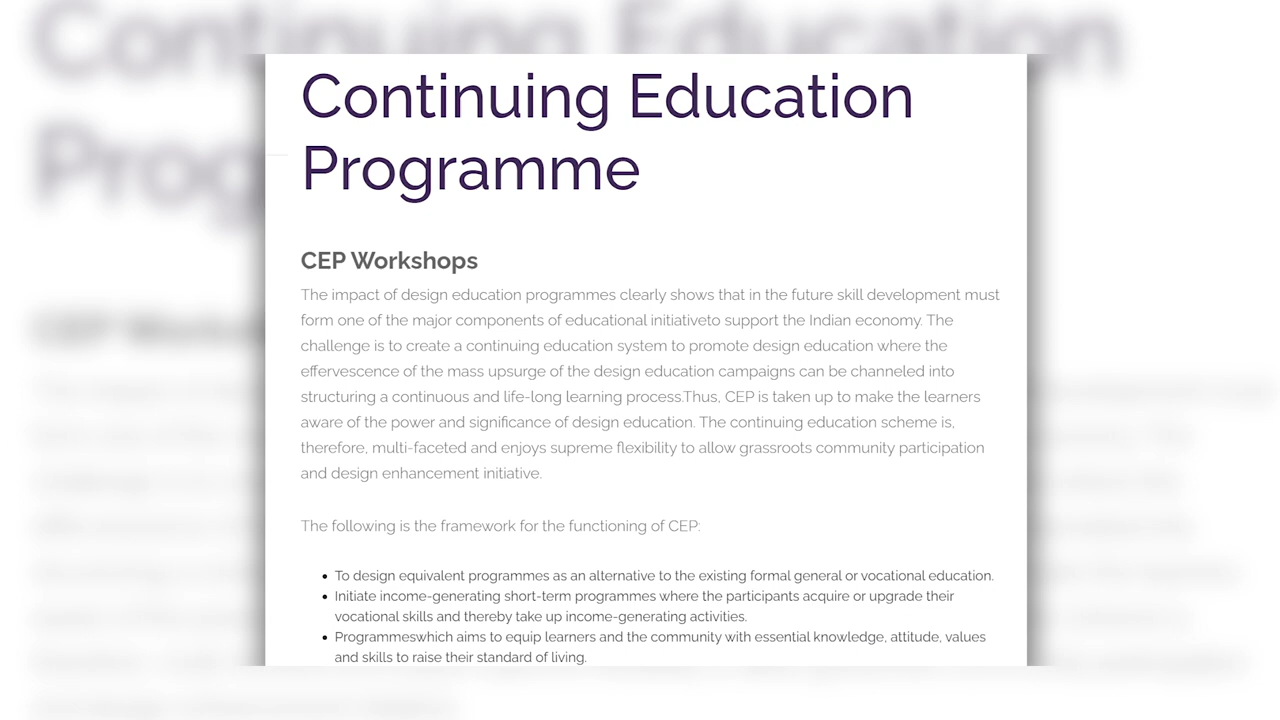 Continuing Education
Programme
CEP Workshops
The impact of design education programmes clearly shows that in the future skill development must
form one of the major components of educational initiativeto support the Indian economy. The
challenge is to create a continuing education system to promote design education where the
effervescence of the mass upsurge of the design education campaigns can be channeled into
structuring a continuous and life-long learning process.Thus, CEP is taken up to make the learners
aware of the power and significance of design education. The continuing education scheme is,
therefore, multi-faceted and enjoys supreme flexibility to allow grassroots community participation
and design enhancement initiative.
The following is the framework for the functioning of CEP:
• To design equivalent programmes as an alternative to the existing formal general or vocational education.
• Initiate income-generating short-term programmes where the participants acquire or upgrade their
vocational skills and thereby take up income-generating activities.
• Programmeswhich aims to equip learners and the community with essential knowledge, attitude, values
and skills to raise their standard of living.